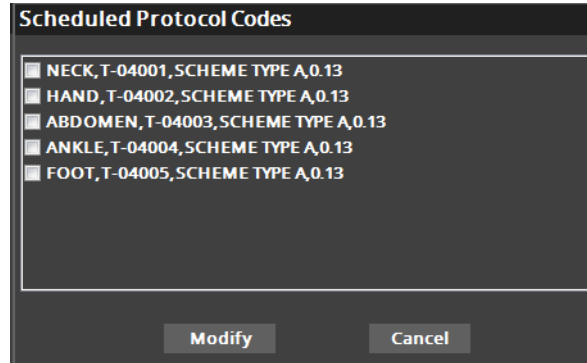 Scheduled Protocol Codes
NECK,T-04001,SCHEME TYPE A,0.13
HAND,T-04002,SCHEME TYPE A,0.13
ABDOMEN,T-04003,SCHEME TYPE A,0.13
ANKLE,T-04004,SCHEME TYPE A,0.13
FOOT,T-04005,SCHEME TYPE A,0.13
Modify Cancel